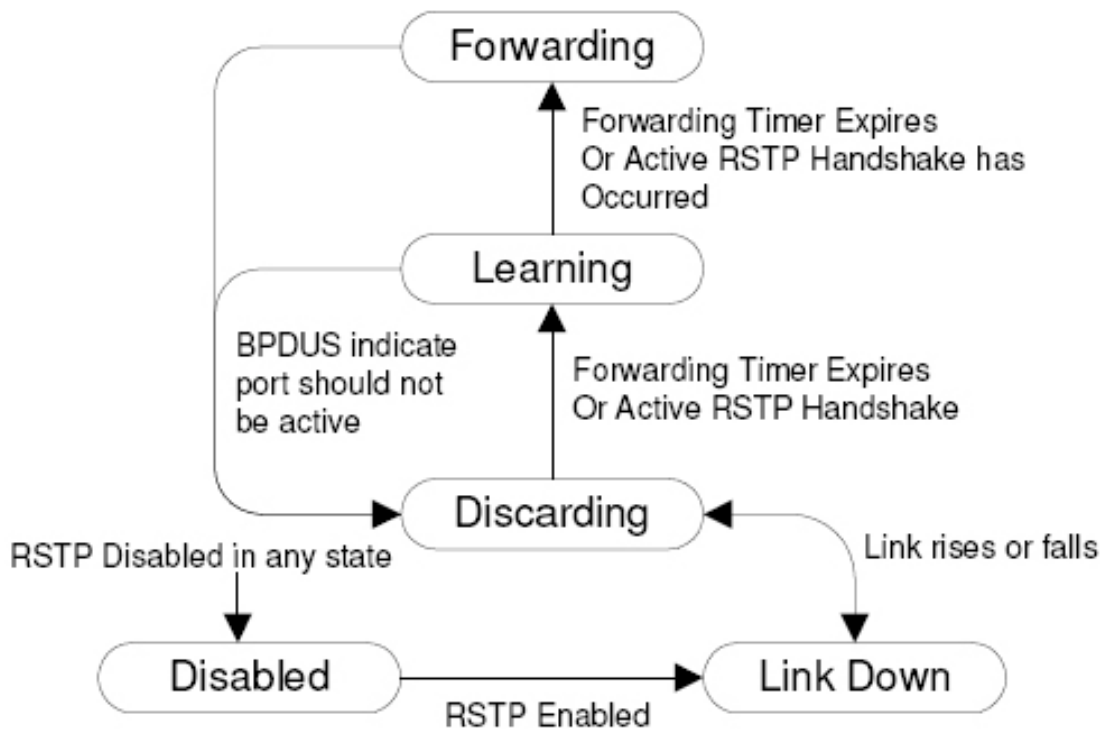 Forwarding
Forwarding Timer Expires
Or Active RSTP Handshake has
Occurred
Learning
BPDUS indicate
port should not
be active
Forwarding Timer Expires
Or Active RSTP Handshake
Discarding
RSTP Disabled in any state
Link rises or falls
Disabled
RSTP Enabled
Link Down